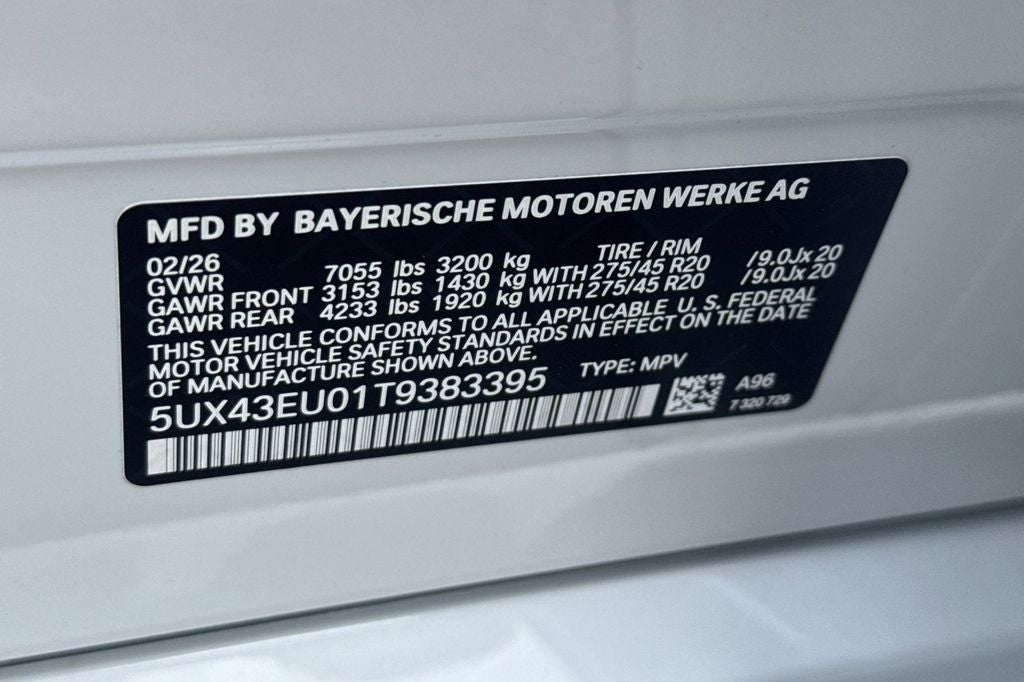 MFD BY BAYERISCHE MOTOREN WERKE AG
02/26 TIRE / RIM
GVWR 7055 lbs 3200 kg
GAWR FRONT 3153 lbs 1430 kg WITH 275/45 R20 /9.0Jx 20
GAWR REAR 4233 lbs 1920 kg WITH 275/45 R20 /9.0Jx 20
THIS VEHICLE CONFORMS TO ALL APPLICABLE U. S. FEDERAL
MOTOR VEHICLE SAFETY STANDARDS IN EFFECT ON THE DATE
OF MANUFACTURE SHOWN ABOVE.
TYPE: MPV
5UX43EU01T9383395
A96
7 320 729